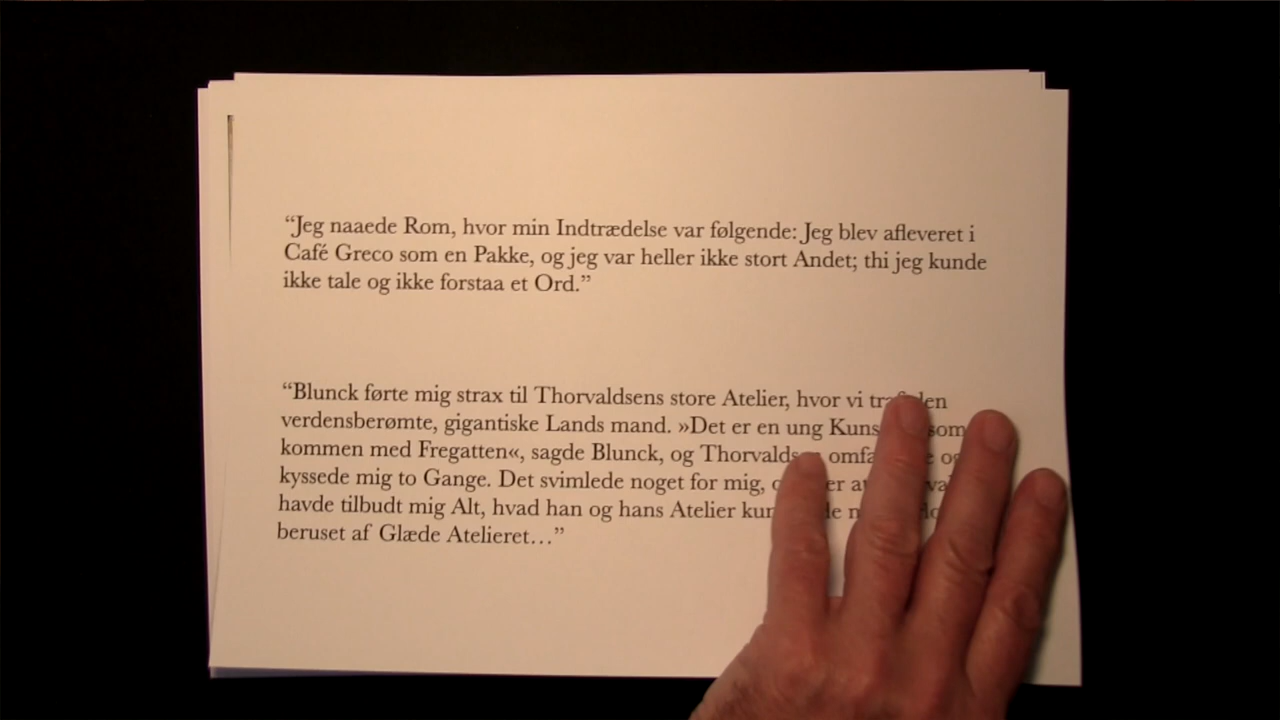 “Jeg naaede Rom, hvor min Indtrædelse var følgende: Jeg blev afleveret i
Café Greco som en Pakke, og jeg var heller ikke stort Andet; thi jeg kunde
ikke tale og ikke forstaa et Ord.”
“Blunck førte mig strax til Thorvaldsens store Atelier, hvor vi traf den
verdensberømte, gigantiske Lands mand. »Det er en ung som
kommen med Fregatten«, sagde Blunck, og
kyssede mig to Gange. Det svimlede noget for mig,
havde tilbudt mig Alt, hvad han og hans Atelier
beruset af Glæde Atelieret…”